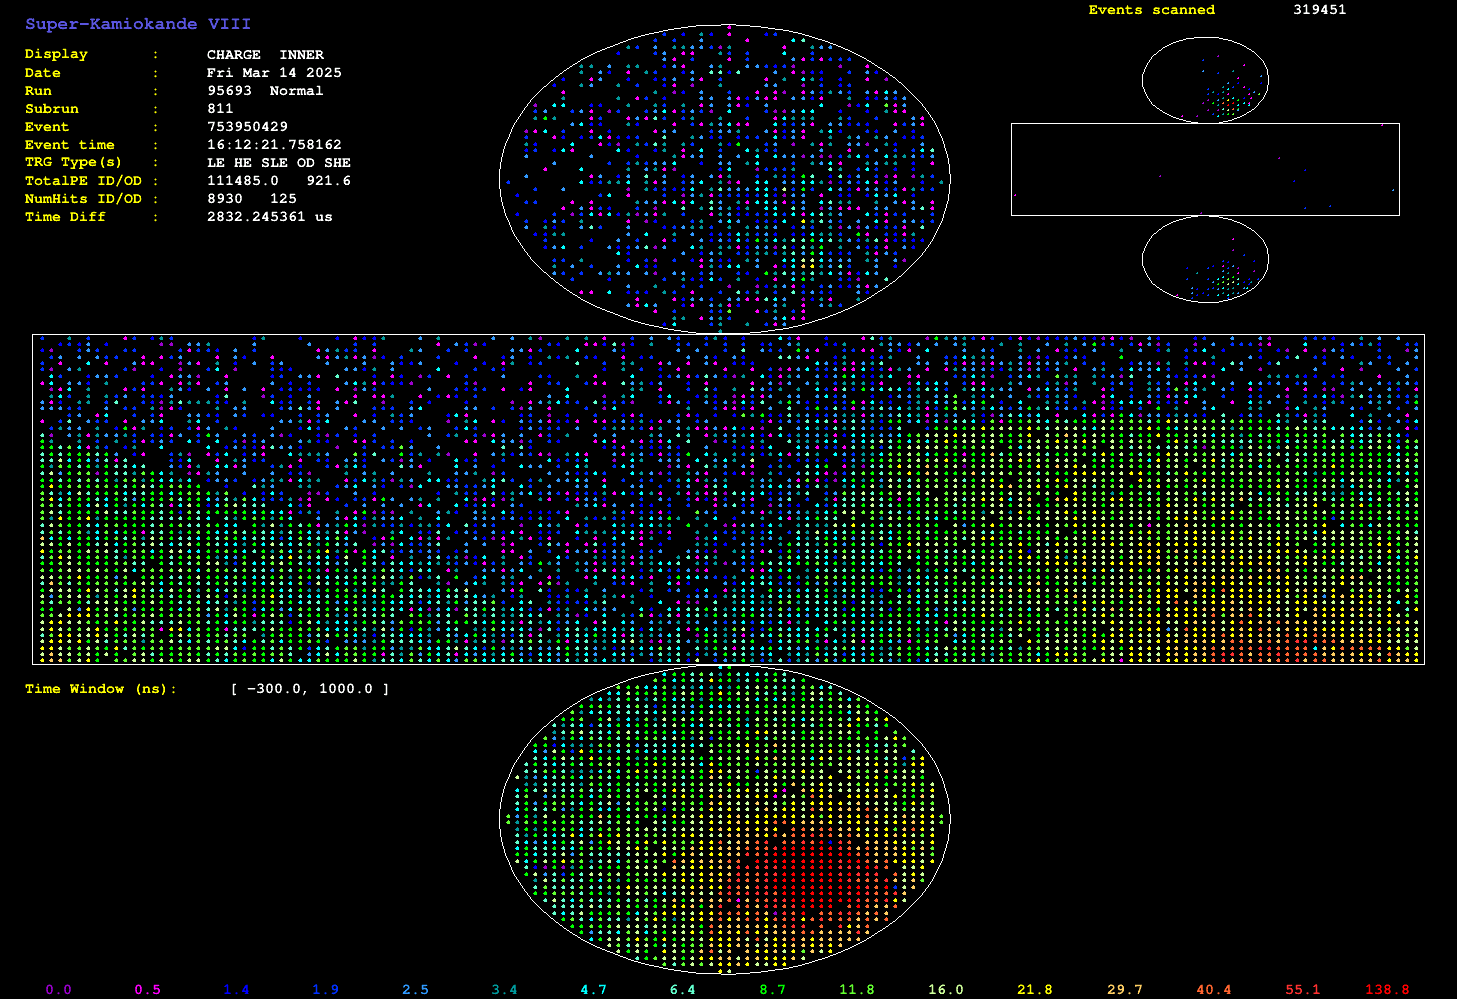 Super-Kamiokande VIII
Events scanned 319451
Display : CHARGE INNER
Date : Fri Mar 14 2025
Run : 95693 Normal
Subrun : 811
Event : 753950429
Event time : 16:12:21.758162
TRG Type(s) : LE HE SLE OD SHE
TotalPE ID/OD : 111485.0 921.6
NumHits ID/OD : 8930 125
Time Diff : 2832.245361 us
Time Window (ns): [ -300.0, 1000.0 ]
0.0 0.5 1.4 1.9 2.5 3.4 4.7 6.4 8.7 11.8 16.0 21.8 29.7 40.4 55.1 138.8